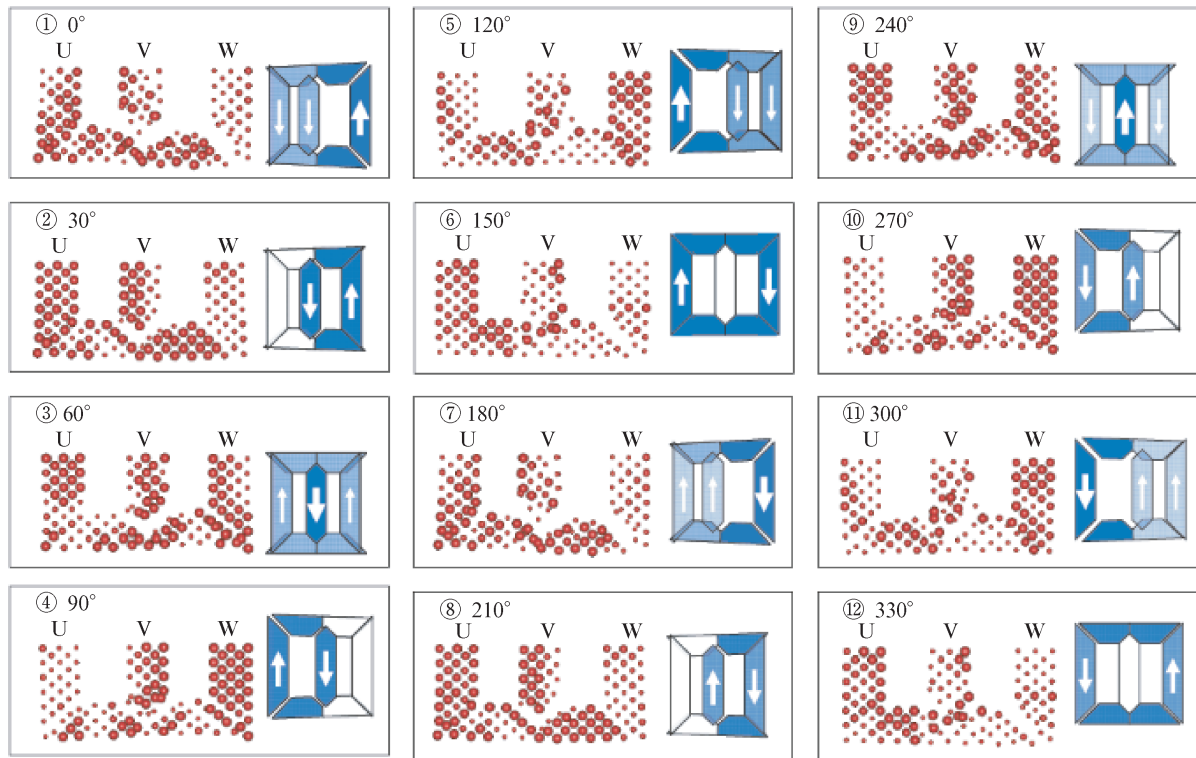 ① 0°
U V W
② 30°
U V W
③ 60°
U V W
④ 90°
U V W
⑤ 120°
U V W
⑥ 150°
U V W
⑦ 180°
U V W
⑧ 210°
U V W
⑨ 240°
U V W
⑩ 270°
U V W
⑪ 300°
U V W
⑫ 330°
U V W